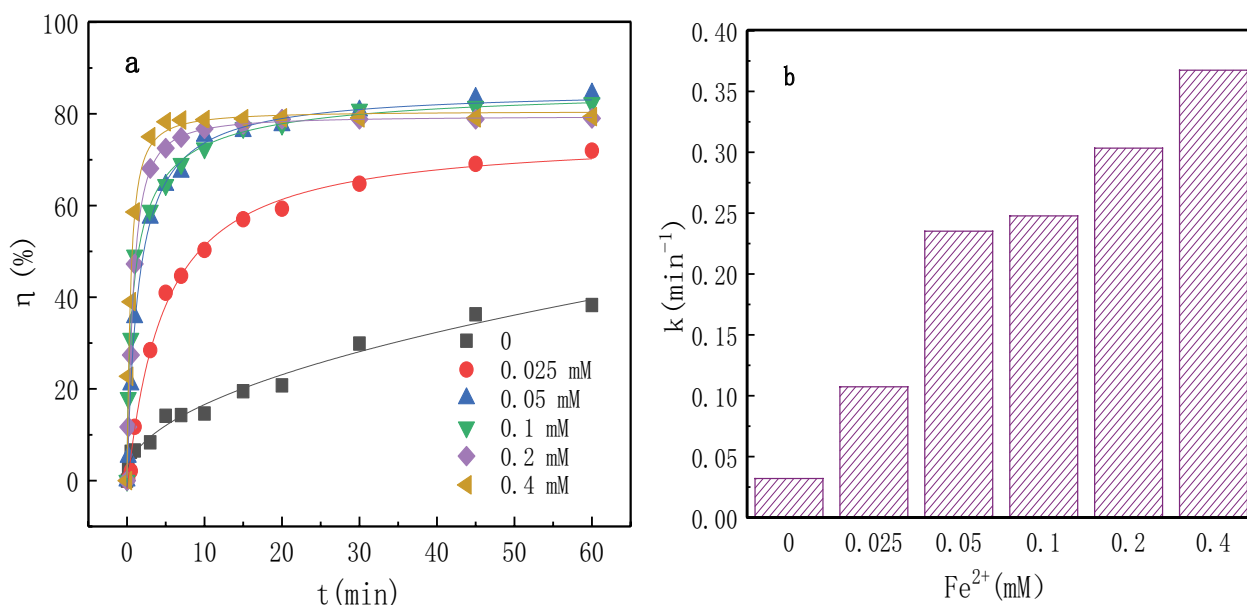 a
η (%)
100
80
60
40
20
0
0 10 20 30 40 50 60
t(min)
0
0.025 mM
0.05 mM
0.1 mM
0.2 mM
0.4 mM
b
k(min⁻¹)
0.40
0.35
0.30
0.25
0.20
0.15
0.10
0.05
0.00
0 0.025 0.05 0.1 0.2 0.4
Fe²⁺(mM)